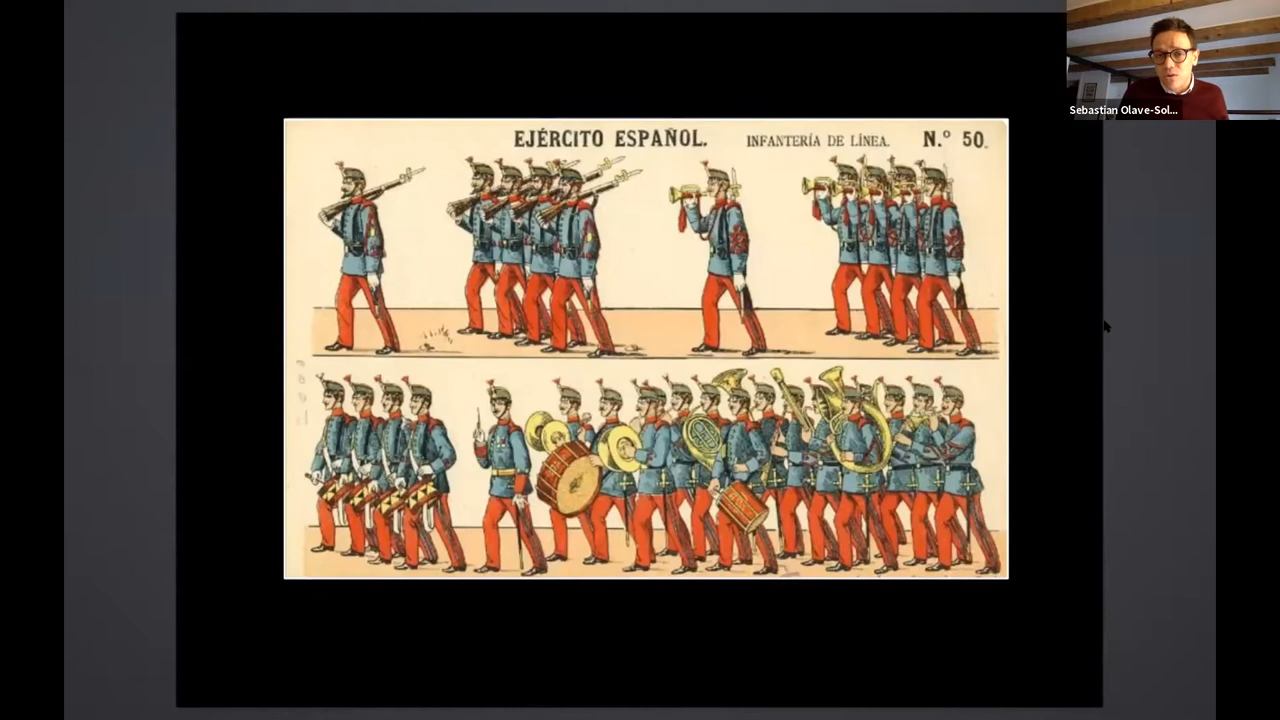 Sebastian Olave-Sol...
EJÉRCITO ESPAÑOL. INFANTERÍA DE LÍNEA. N.º 50.